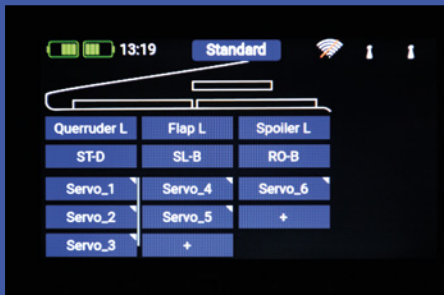 13:19 Standard
Querruder L Flap L Spoiler L
ST-D SL-B RO-B
Servo_1 Servo_4 Servo_6
Servo_2 Servo_5 +
Servo_3 +